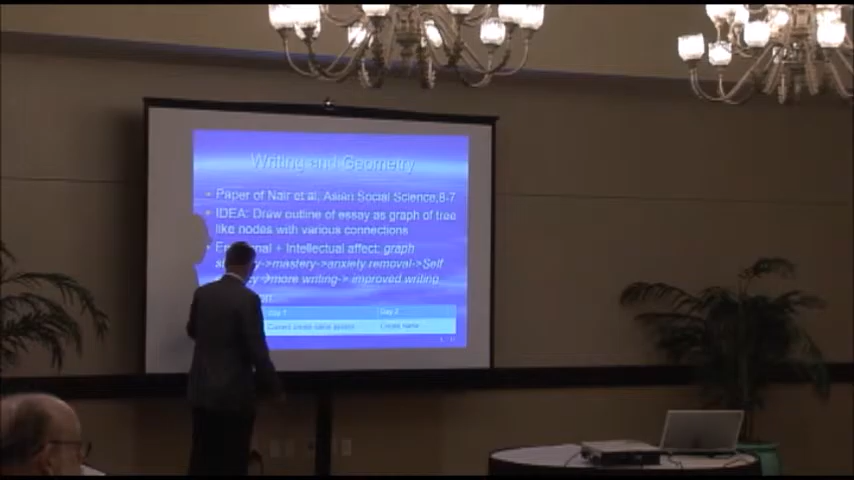 Writing and Geometry
Paper of Nair et al, Asian Social Science,8-7
IDEA: Draw outline of essay as graph of tree
like nodes with various connections
+ Intellectual affect: graph
->mastery->anxiety removal->Self
->more writing-> improved writing
Day 1
Day 2
Create name